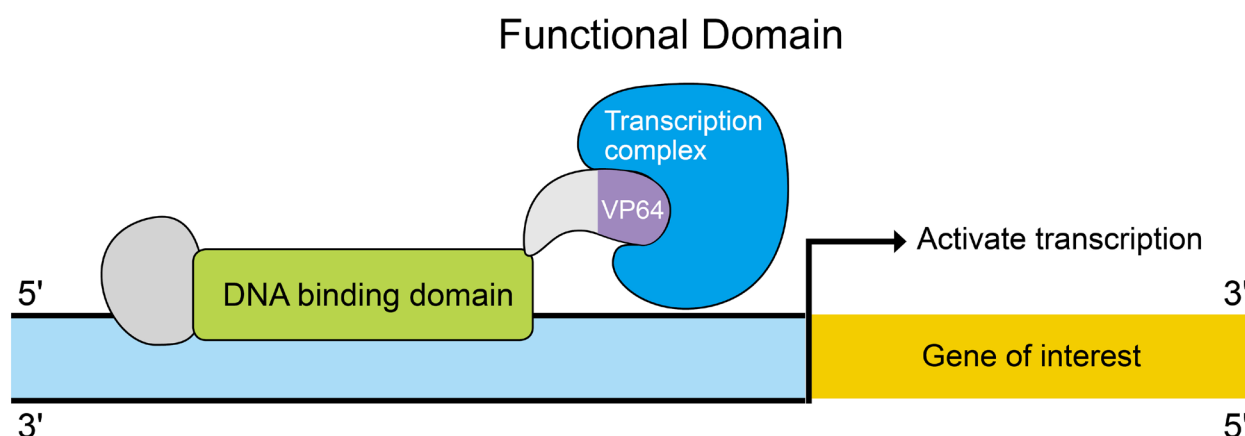 Functional Domain
Transcription
complex
VP64
Activate transcription
DNA binding domain
5'
3'
Gene of interest
3'
5'